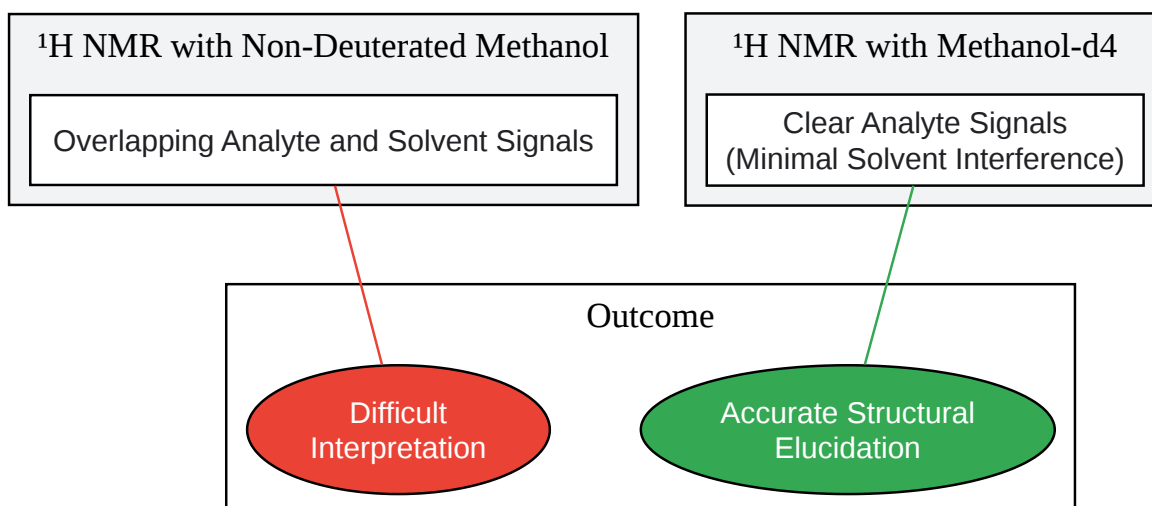 ¹H NMR with Non-Deuterated Methanol
Overlapping Analyte and Solvent Signals
¹H NMR with Methanol-d4
Clear Analyte Signals
(Minimal Solvent Interference)
Outcome
Difficult
Interpretation
Accurate Structural
Elucidation